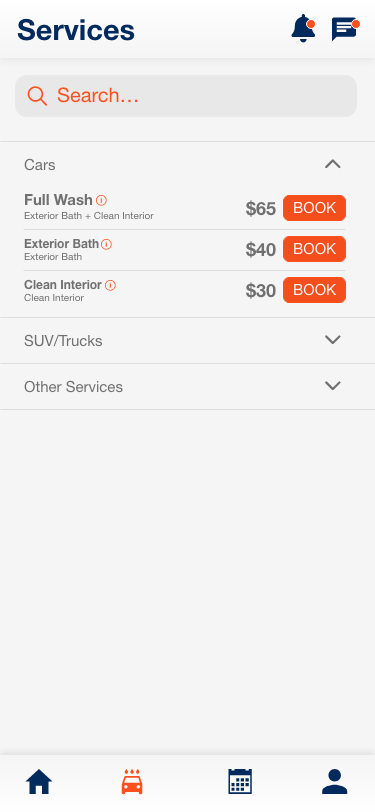 Services
Search...
Cars
Full Wash
Exterior Bath + Clean Interior
$65 BOOK
Exterior Bath
Exterior Bath
$40 BOOK
Clean Interior
Clean Interior
$30 BOOK
SUV/Trucks
Other Services